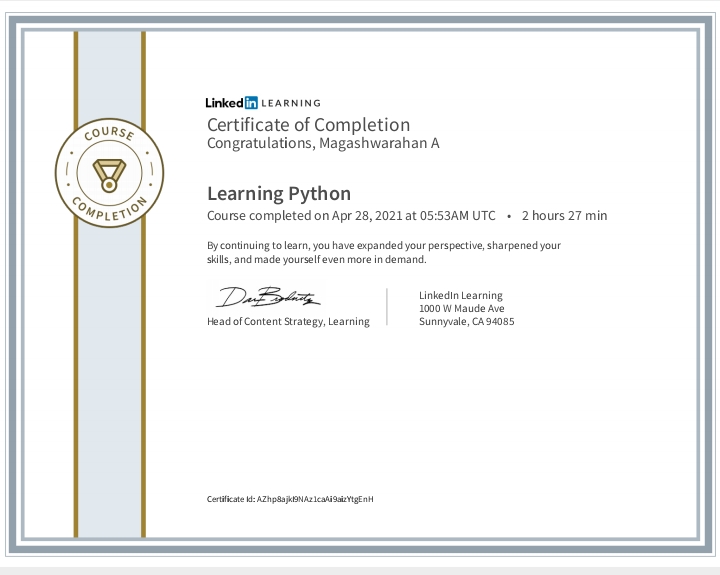 COURSE
COMPLETION
Linked in LEARNING
Certificate of Completion
Congratulations, Magashwarahan A
Learning Python
Course completed on Apr 28, 2021 at 05:53AM UTC • 2 hours 27 min
By continuing to learn, you have expanded your perspective, sharpened your
skills, and made yourself even more in demand.
Head of Content Strategy, Learning
LinkedIn Learning
1000 W Maude Ave
Sunnyvale, CA 94085
Certificate Id: AZhp8ajkI9NAz1caAi9aizYtgEnH